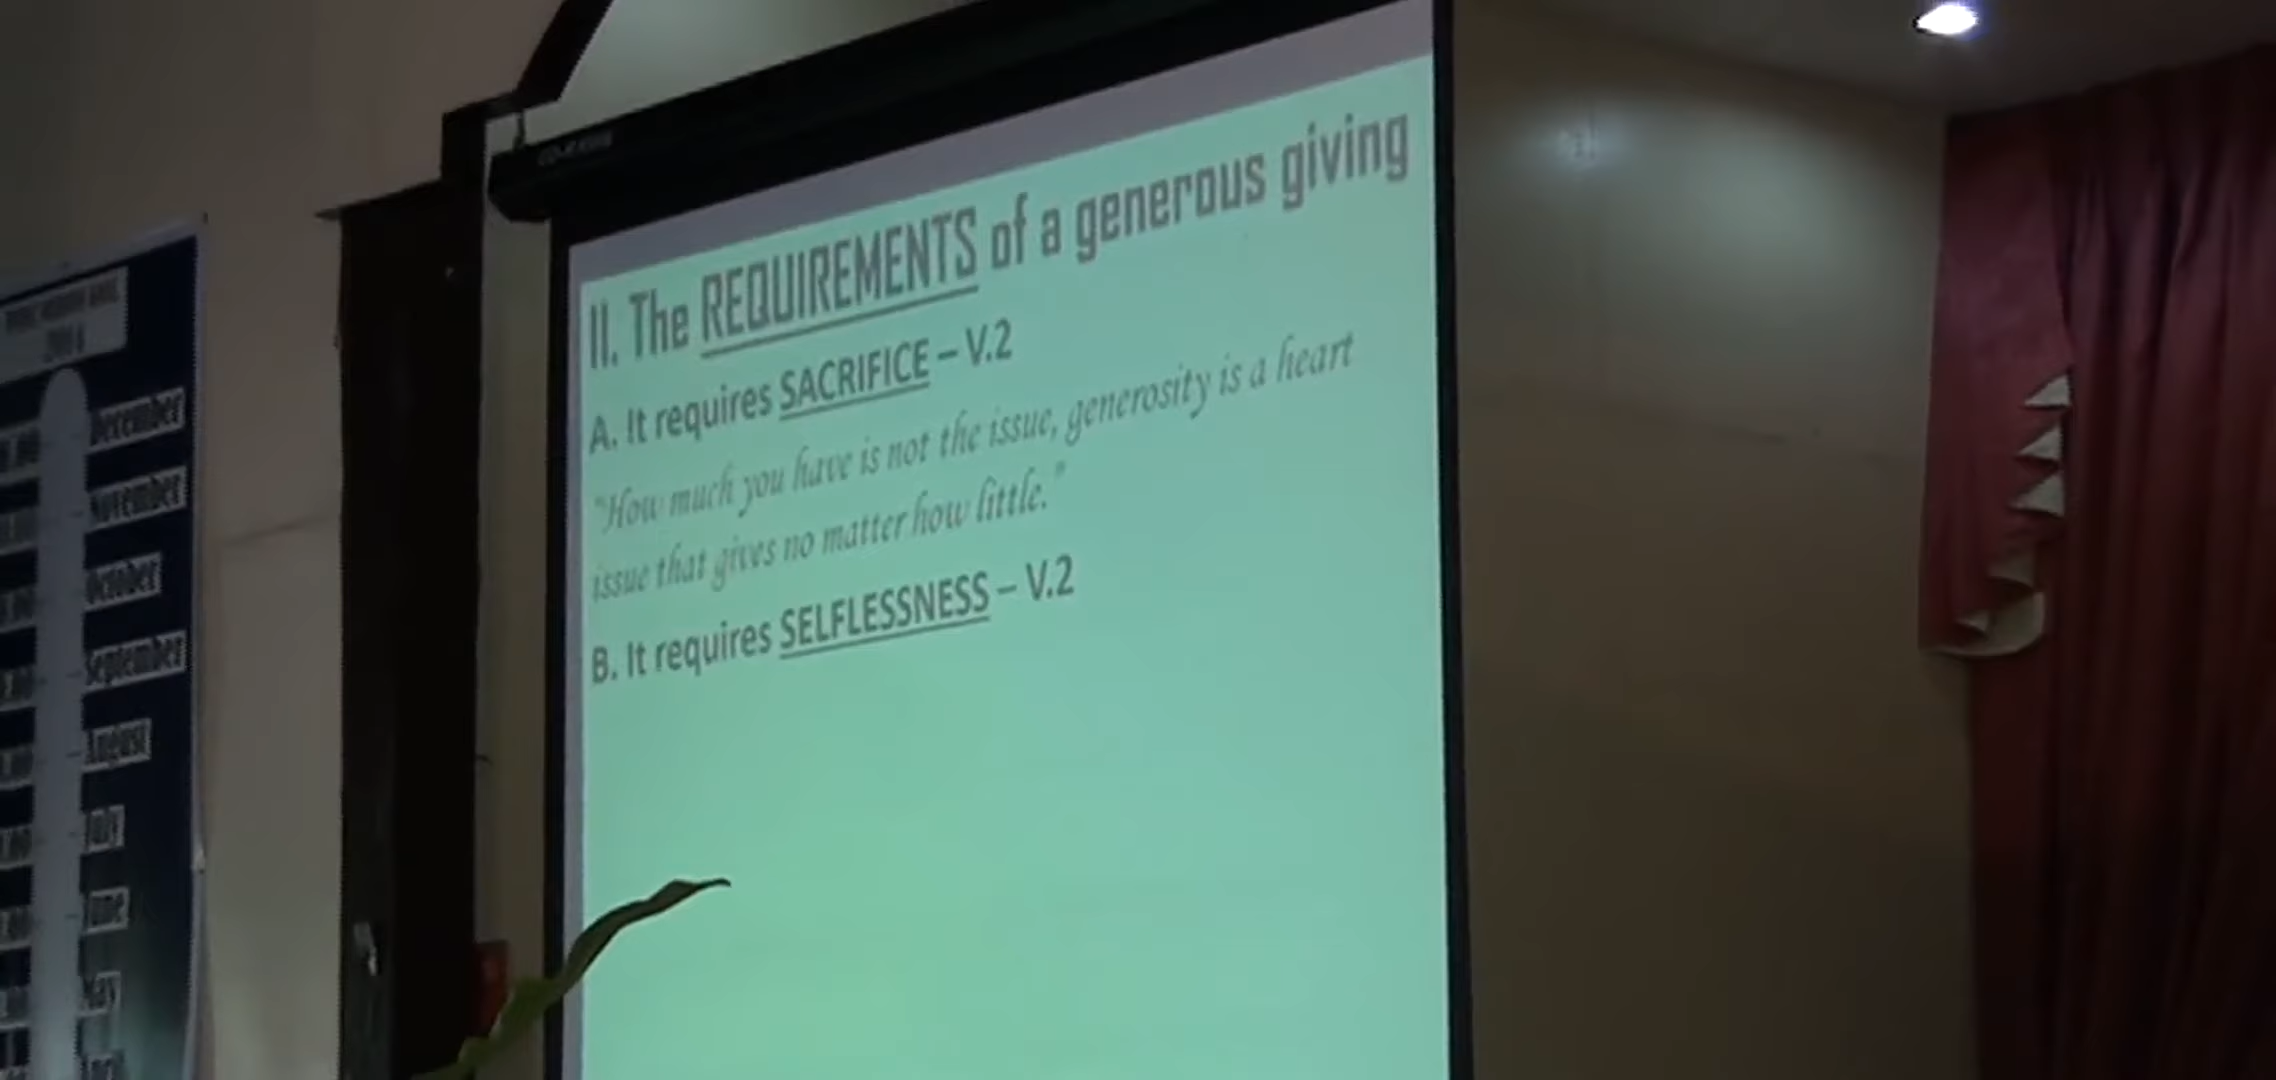 II. The REQUIREMENTS of a generous giving
A. It requires SACRIFICE – V.2
"How much you have is not the issue, generosity is a heart
issue that gives no matter how little."
B. It requires SELFLESSNESS – V.2
2014
December
November
October
September
August
July
June
May